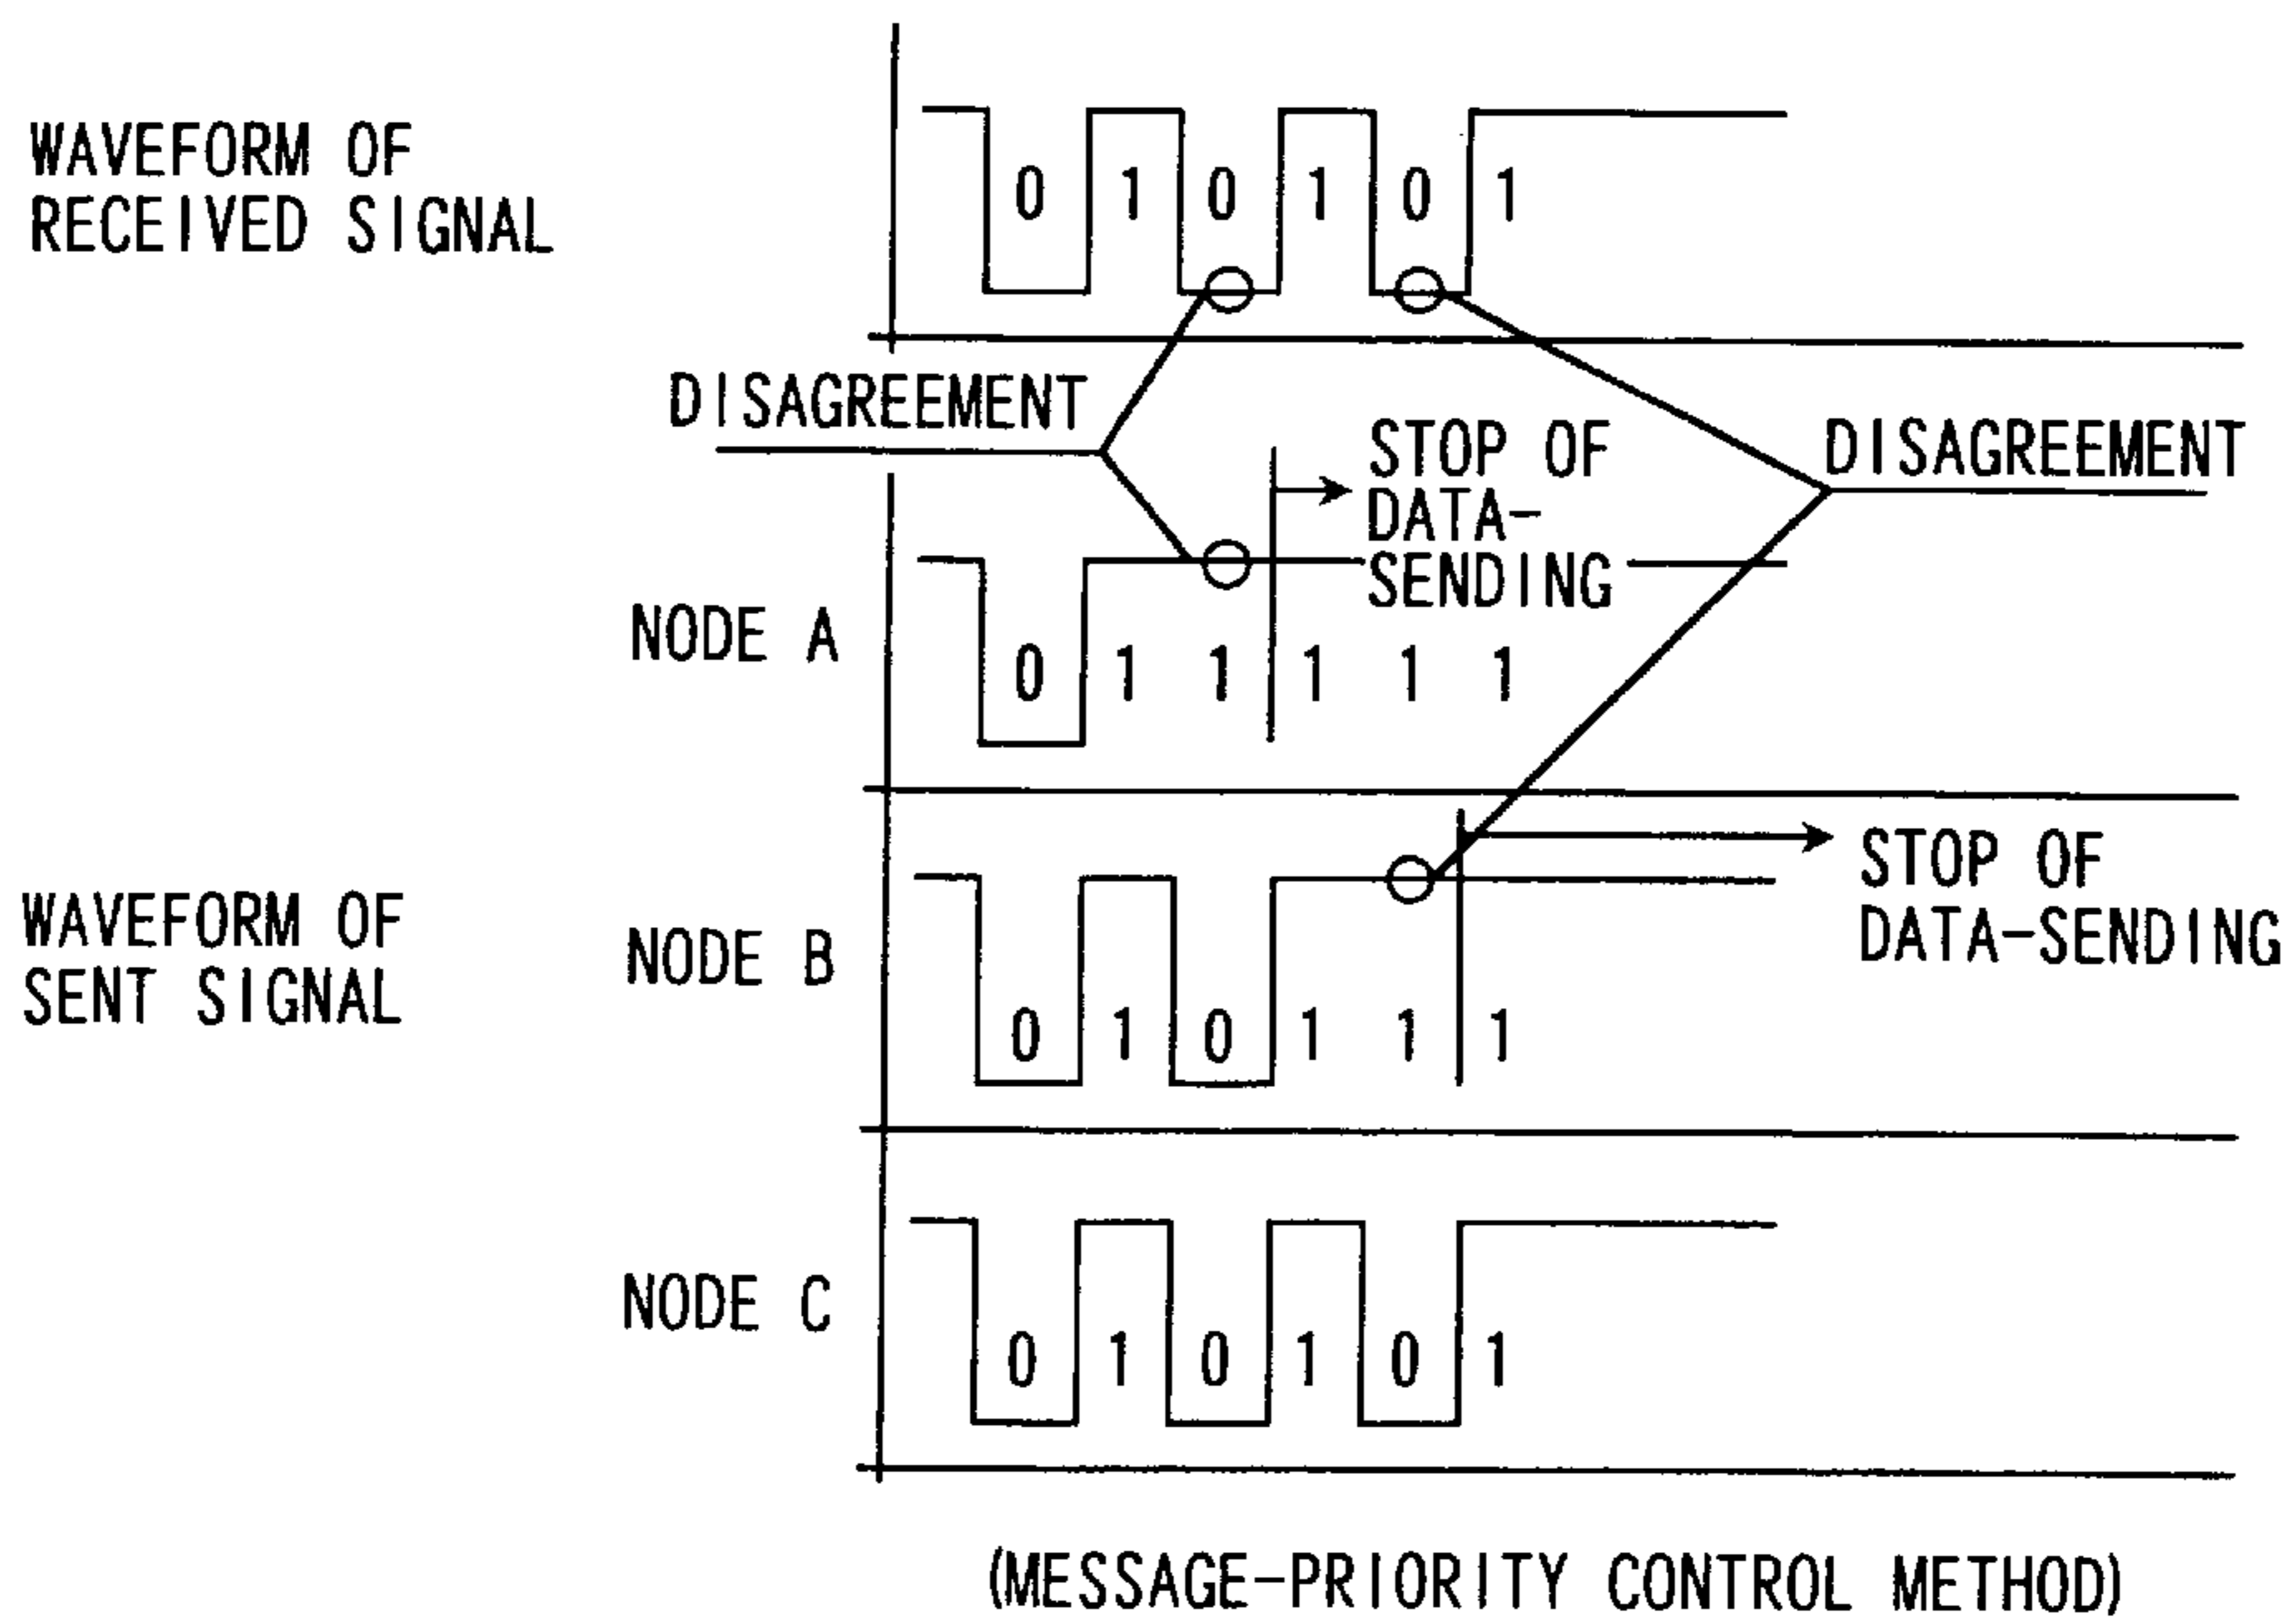 WAVEFORM OF
RECEIVED SIGNAL
0 1 0 1 0 1
DISAGREEMENT
STOP OF
DATA-
SENDING
DISAGREEMENT
NODE A
0 1 1 1 1 1
WAVEFORM OF
SENT SIGNAL
NODE B
0 1 0 1 1 1
STOP OF
DATA-SENDING
NODE C
0 1 0 1 0 1
(MESSAGE-PRIORITY CONTROL METHOD)